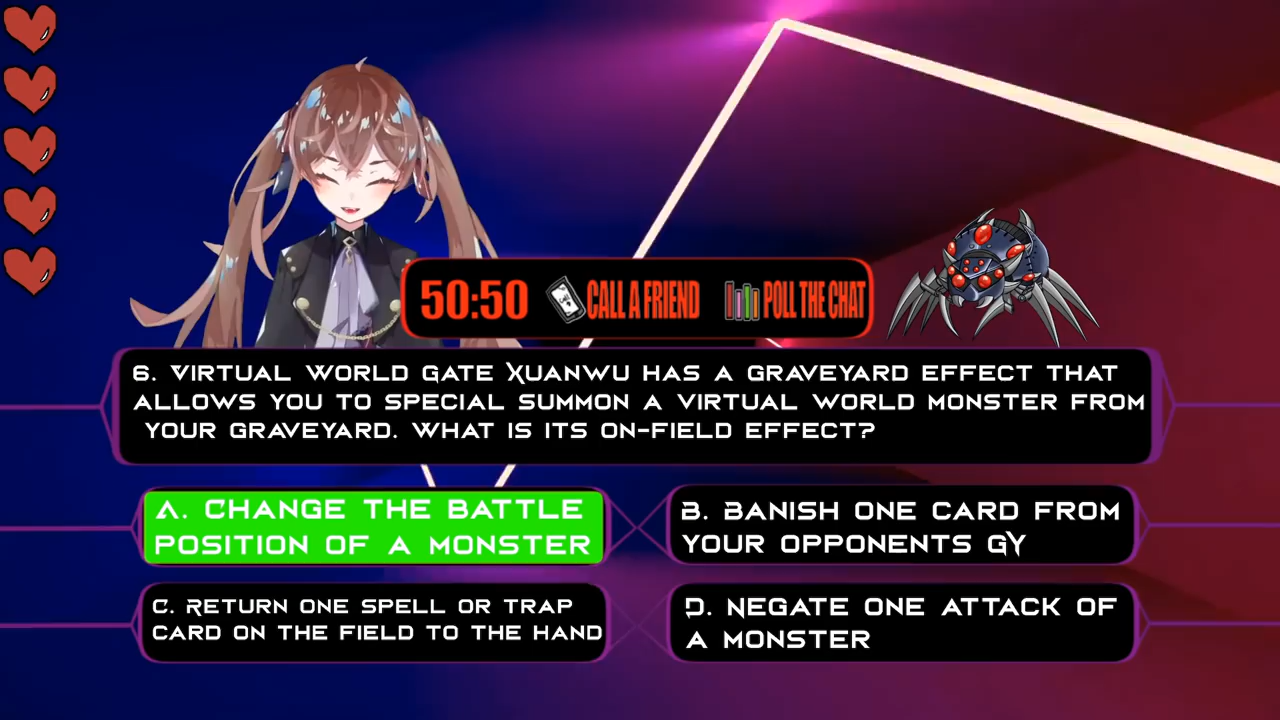 50:50 CALL A FRIEND POLL THE CHAT
6. VIRTUAL WORLD GATE XUANWU HAS A GRAVEYARD EFFECT THAT
ALLOWS YOU TO SPECIAL SUMMON A VIRTUAL WORLD MONSTER FROM
YOUR GRAVEYARD. WHAT IS ITS ON-FIELD EFFECT?
A. CHANGE THE BATTLE
POSITION OF A MONSTER
B. BANISH ONE CARD FROM
YOUR OPPONENTS GY
C. RETURN ONE SPELL OR TRAP
CARD ON THE FIELD TO THE HAND
D. NEGATE ONE ATTACK OF
A MONSTER